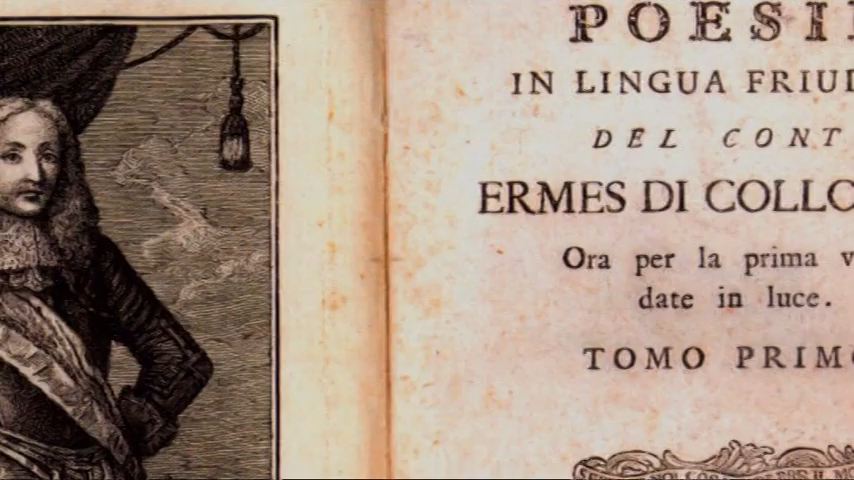 POESI
IN LINGUA FRIUL
DEL CONT
ERMES DI COLLO
Ora per la prima v
date in luce.
TOMO PRIMO